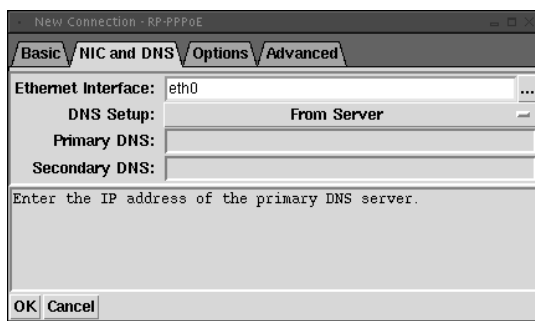 New Connection - RP-PPPoE
Basic NIC and DNS Options Advanced
Ethernet Interface: eth0 ...
DNS Setup: From Server
Primary DNS:
Secondary DNS:
Enter the IP address of the primary DNS server.
OK Cancel